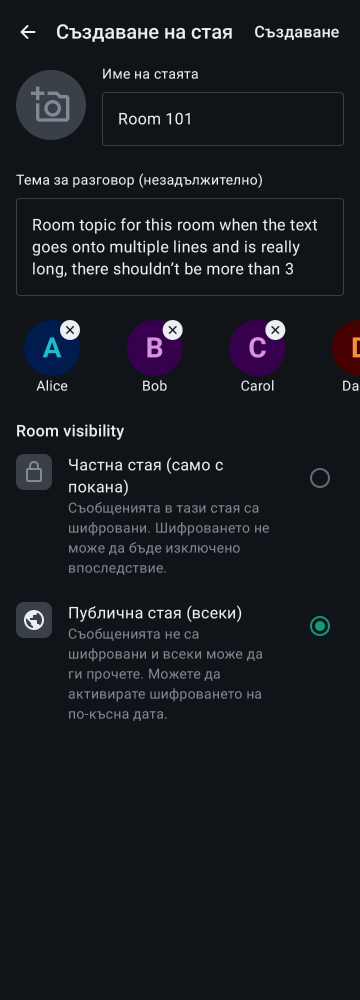 Създаване на стая
Създаване
Име на стаята
Room 101
Тема за разговор (незадължително)
Room topic for this room when the text
goes onto multiple lines and is really
long, there shouldn’t be more than 3
A
B
C
Alice
Bob
Carol
Da
Room visibility
Частна стая (само с
покана)
Съобщенията в тази стая са
шифровани. Шифроването не
може да бъде изключено
впоследствие.
Публична стая (всеки)
Съобщенията не са
шифровани и всеки може да
ги прочете. Можете да
активирате шифроването на
по-късна дата.